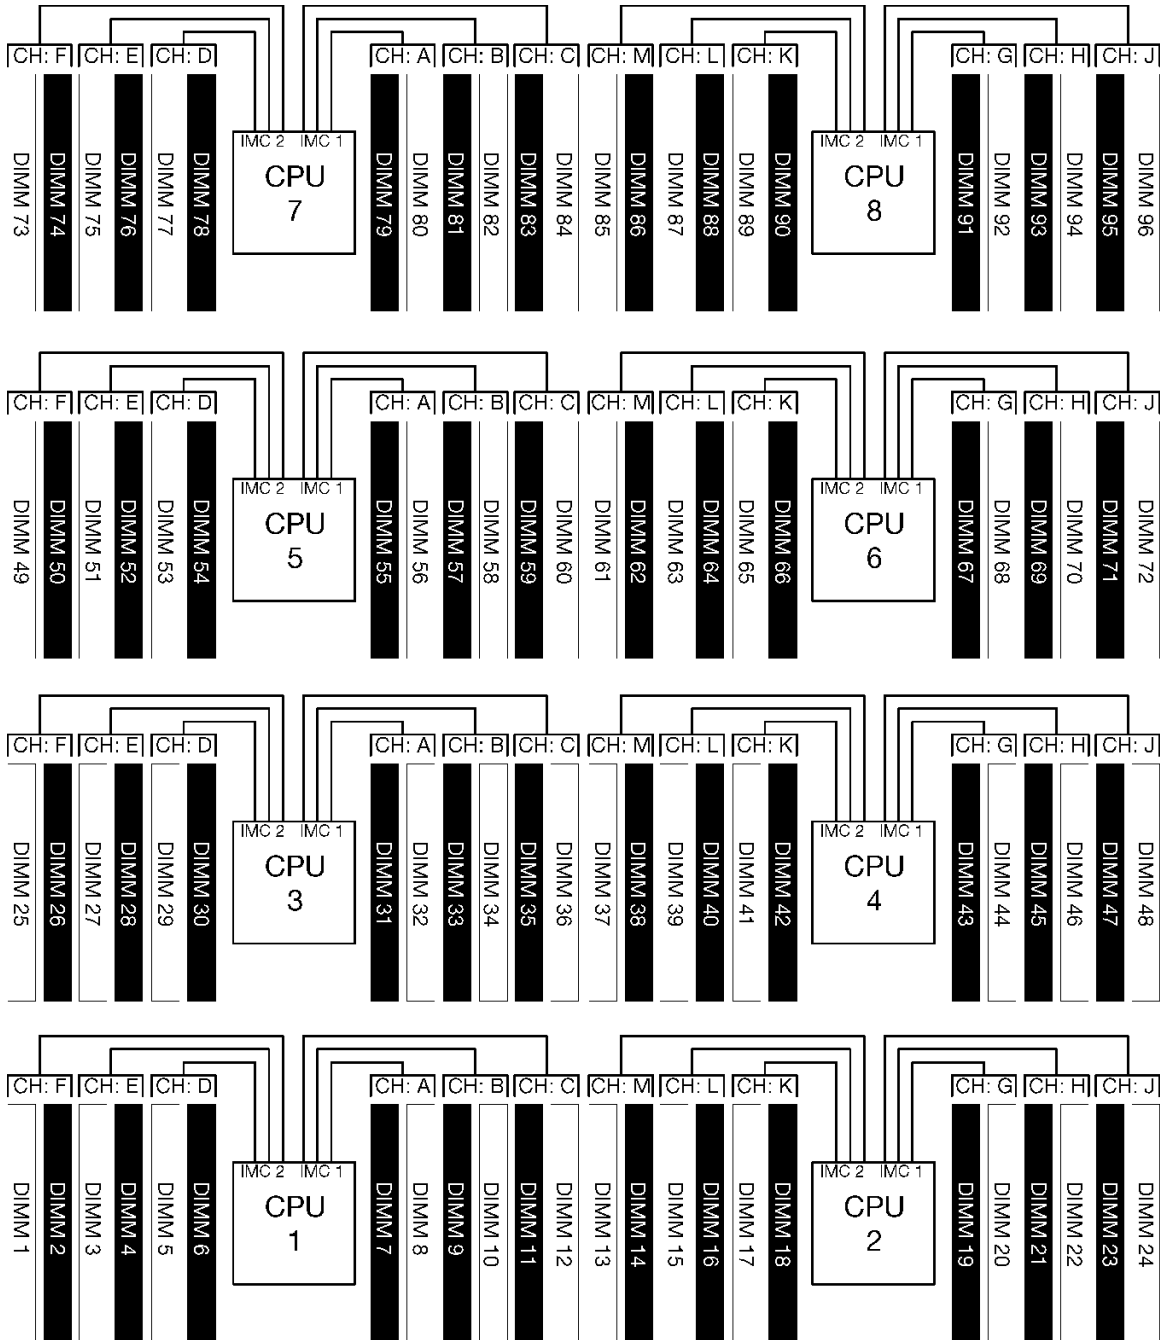 CH: F CH: E CH: D CH: A CH: B CH: C CH: M CH: L CH: K CH: G CH: H CH: J
IMC 2 IMC 1 IMC 2 IMC 1
CPU CPU
7 8
DIMM 73 DIMM 74 DIMM 75 DIMM 76 DIMM 77 DIMM 78 DIMM 79 DIMM 80 DIMM 81 DIMM 82 DIMM 83 DIMM 84 DIMM 85 DIMM 86 DIMM 87 DIMM 88 DIMM 89 DIMM 90 DIMM 91 DIMM 92 DIMM 93 DIMM 94 DIMM 95 DIMM 96
CH: F CH: E CH: D CH: A CH: B CH: C CH: M CH: L CH: K CH: G CH: H CH: J
IMC 2 IMC 1 IMC 2 IMC 1
CPU CPU
5 6
DIMM 49 DIMM 50 DIMM 51 DIMM 52 DIMM 53 DIMM 54 DIMM 55 DIMM 56 DIMM 57 DIMM 58 DIMM 59 DIMM 60 DIMM 61 DIMM 62 DIMM 63 DIMM 64 DIMM 65 DIMM 66 DIMM 67 DIMM 68 DIMM 69 DIMM 70 DIMM 71 DIMM 72
CH: F CH: E CH: D CH: A CH: B CH: C CH: M CH: L CH: K CH: G CH: H CH: J
IMC 2 IMC 1 IMC 2 IMC 1
CPU CPU
3 4
DIMM 25 DIMM 26 DIMM 27 DIMM 28 DIMM 29 DIMM 30 DIMM 31 DIMM 32 DIMM 33 DIMM 34 DIMM 35 DIMM 36 DIMM 37 DIMM 38 DIMM 39 DIMM 40 DIMM 41 DIMM 42 DIMM 43 DIMM 44 DIMM 45 DIMM 46 DIMM 47 DIMM 48
CH: F CH: E CH: D CH: A CH: B CH: C CH: M CH: L CH: K CH: G CH: H CH: J
IMC 2 IMC 1 IMC 2 IMC 1
CPU CPU
1 2
DIMM 1 DIMM 2 DIMM 3 DIMM 4 DIMM 5 DIMM 6 DIMM 7 DIMM 8 DIMM 9 DIMM 10 DIMM 11 DIMM 12 DIMM 13 DIMM 14 DIMM 15 DIMM 16 DIMM 17 DIMM 18 DIMM 19 DIMM 20 DIMM 21 DIMM 22 DIMM 23 DIMM 24